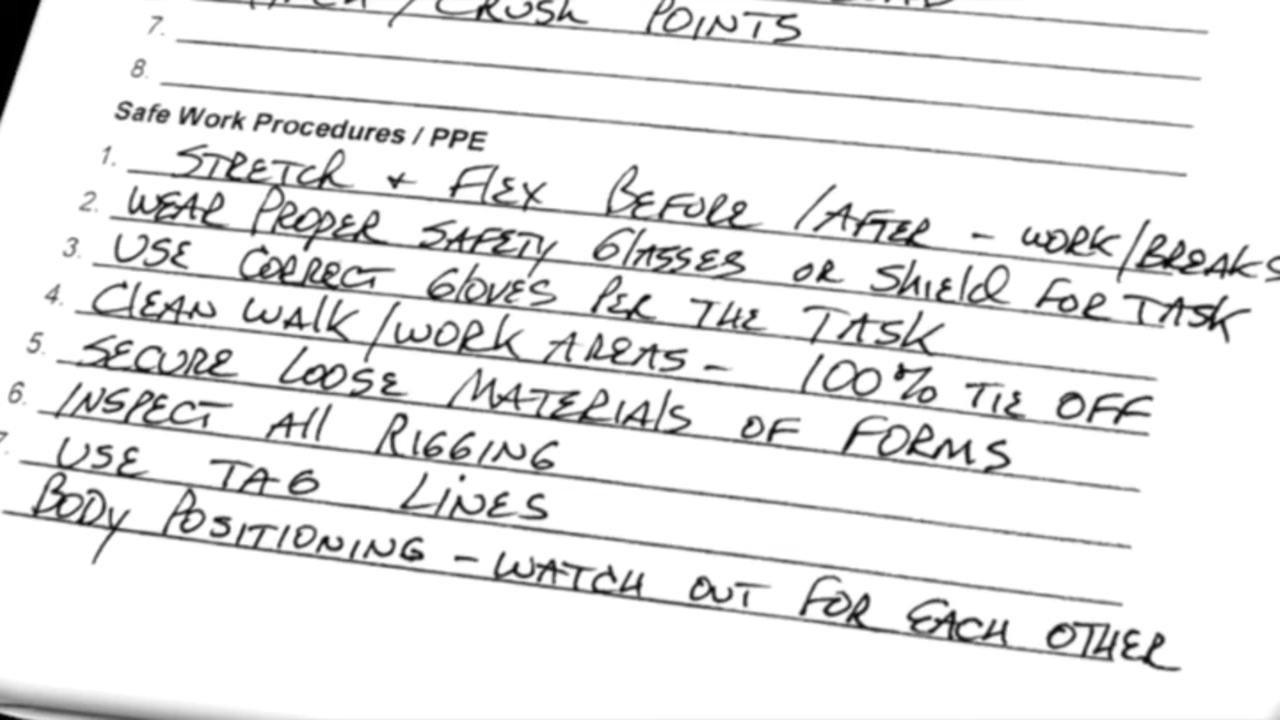 / CRUSH POINTS
7.
8.
Safe Work Procedures / PPE
1. STRETCH + FLEX BEFORE / AFTER - WORK/BREAKS
2. WEAR PROPER SAFETY GLASSES OR SHIELD FOR TASK
3. USE CORRECT GLOVES PER THE TASK
4. CLEAN WALK / WORK AREAS - 100% TIE OFF
5. SECURE LOOSE MATERIALS OF FORMS
6. INSPECT ALL RIGGING
7. USE TAG LINES
BODY POSITIONING - WATCH OUT FOR EACH OTHER